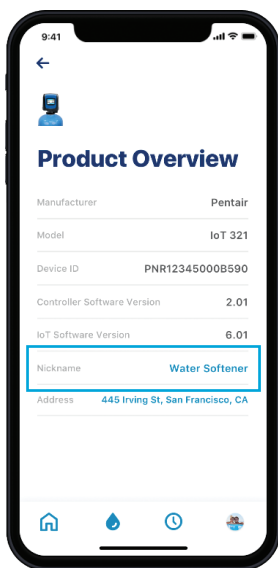 9:41
Product Overview
Manufacturer Pentair
Model IoT 321
Device ID PNR12345000B590
Controller Software Version 2.01
IoT Software Version 6.01
Nickname Water Softener
Address 445 Irving St, San Francisco, CA